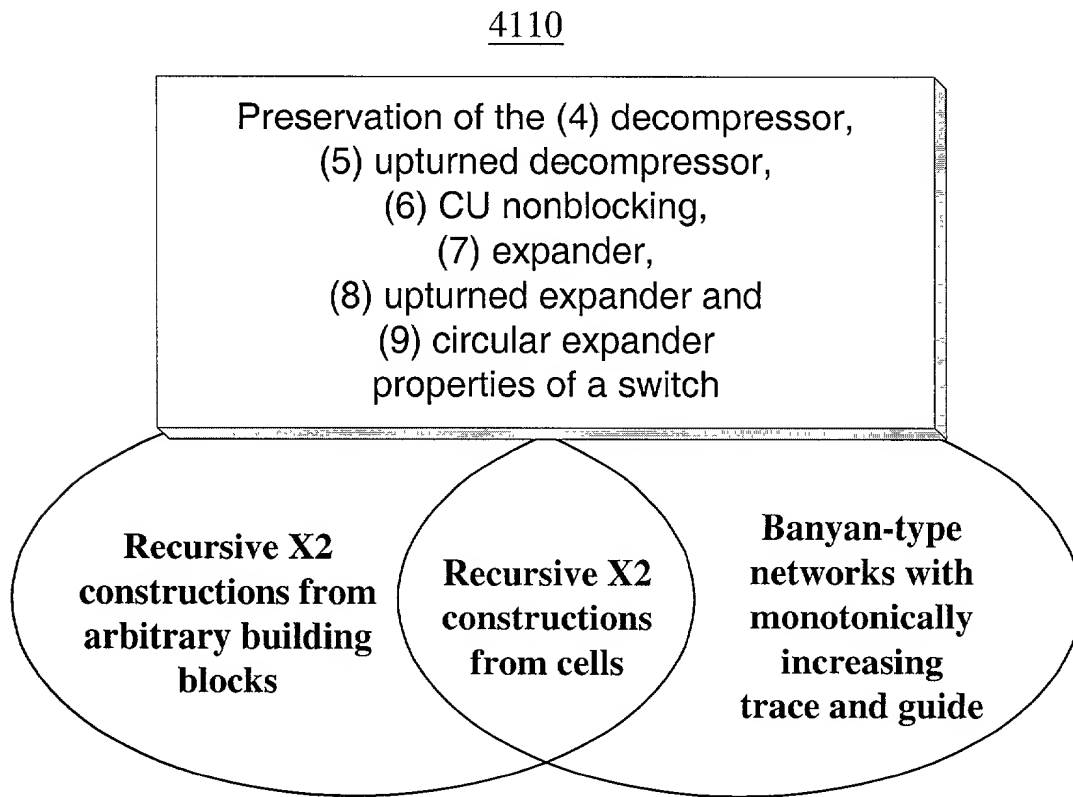 4110
Preservation of the (4) decompressor,
(5) upturned decompressor,
(6) CU nonblocking,
(7) expander,
(8) upturned expander and
(9) circular expander
properties of a switch
Recursive X2
constructions from
arbitrary building
blocks
Recursive X2
constructions
from cells
Banyan-type
networks with
monotonically
increasing
trace and guide